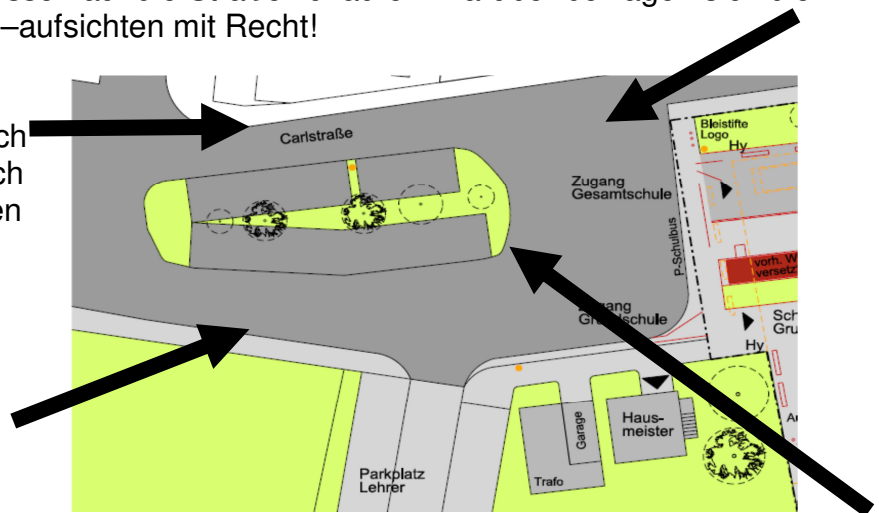 –aufsichten mit Recht!
ch
ch
en
Carlstraße
Bleistifte
Logo
Hy
Zugang
Gesamtschule
P-Schulbus
vorh. W
versetz
Zugang
Grundschule
Sch
Gru
Hy
Garage
Haus-
meister
Trafo
Parkplatz
Lehrer